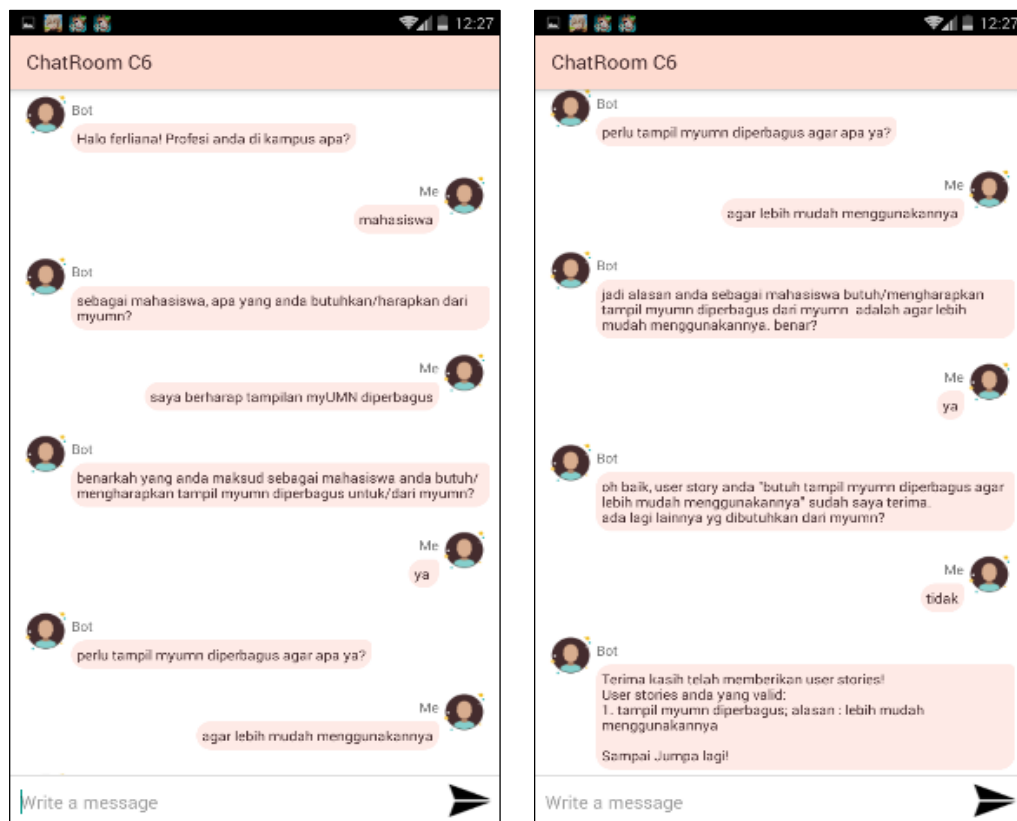 12:27
ChatRoom C6
Bot
Halo ferliana! Profesi anda di kampus apa?
Me
mahasiswa
Bot
sebagai mahasiswa, apa yang anda butuhkan/harapkan dari
myumn?
Me
saya berharap tampilan myUMN diperbagus
Bot
benarkah yang anda maksud sebagai mahasiswa anda butuh/
mengharapkan tampil myumn diperbagus untuk/dari myumn?
Me
ya
Bot
perlu tampil myumn diperbagus agar apa ya?
Me
agar lebih mudah menggunakannya
Write a message
12:27
ChatRoom C6
Bot
perlu tampil myumn diperbagus agar apa ya?
Me
agar lebih mudah menggunakannya
Bot
jadi alasan anda sebagai mahasiswa butuh/mengharapkan
tampil myumn diperbagus dari myumn adalah agar lebih
mudah menggunakannya. benar?
Me
ya
Bot
oh baik, user story anda "butuh tampil myumn diperbagus agar
lebih mudah menggunakannya" sudah saya terima.
ada lagi lainnya yg dibutuhkan dari myumn?
Me
tidak
Bot
Terima kasih telah memberikan user stories!
User stories anda yang valid:
1. tampil myumn diperbagus; alasan : lebih mudah
menggunakannya
Sampai Jumpa lagi!
Write a message